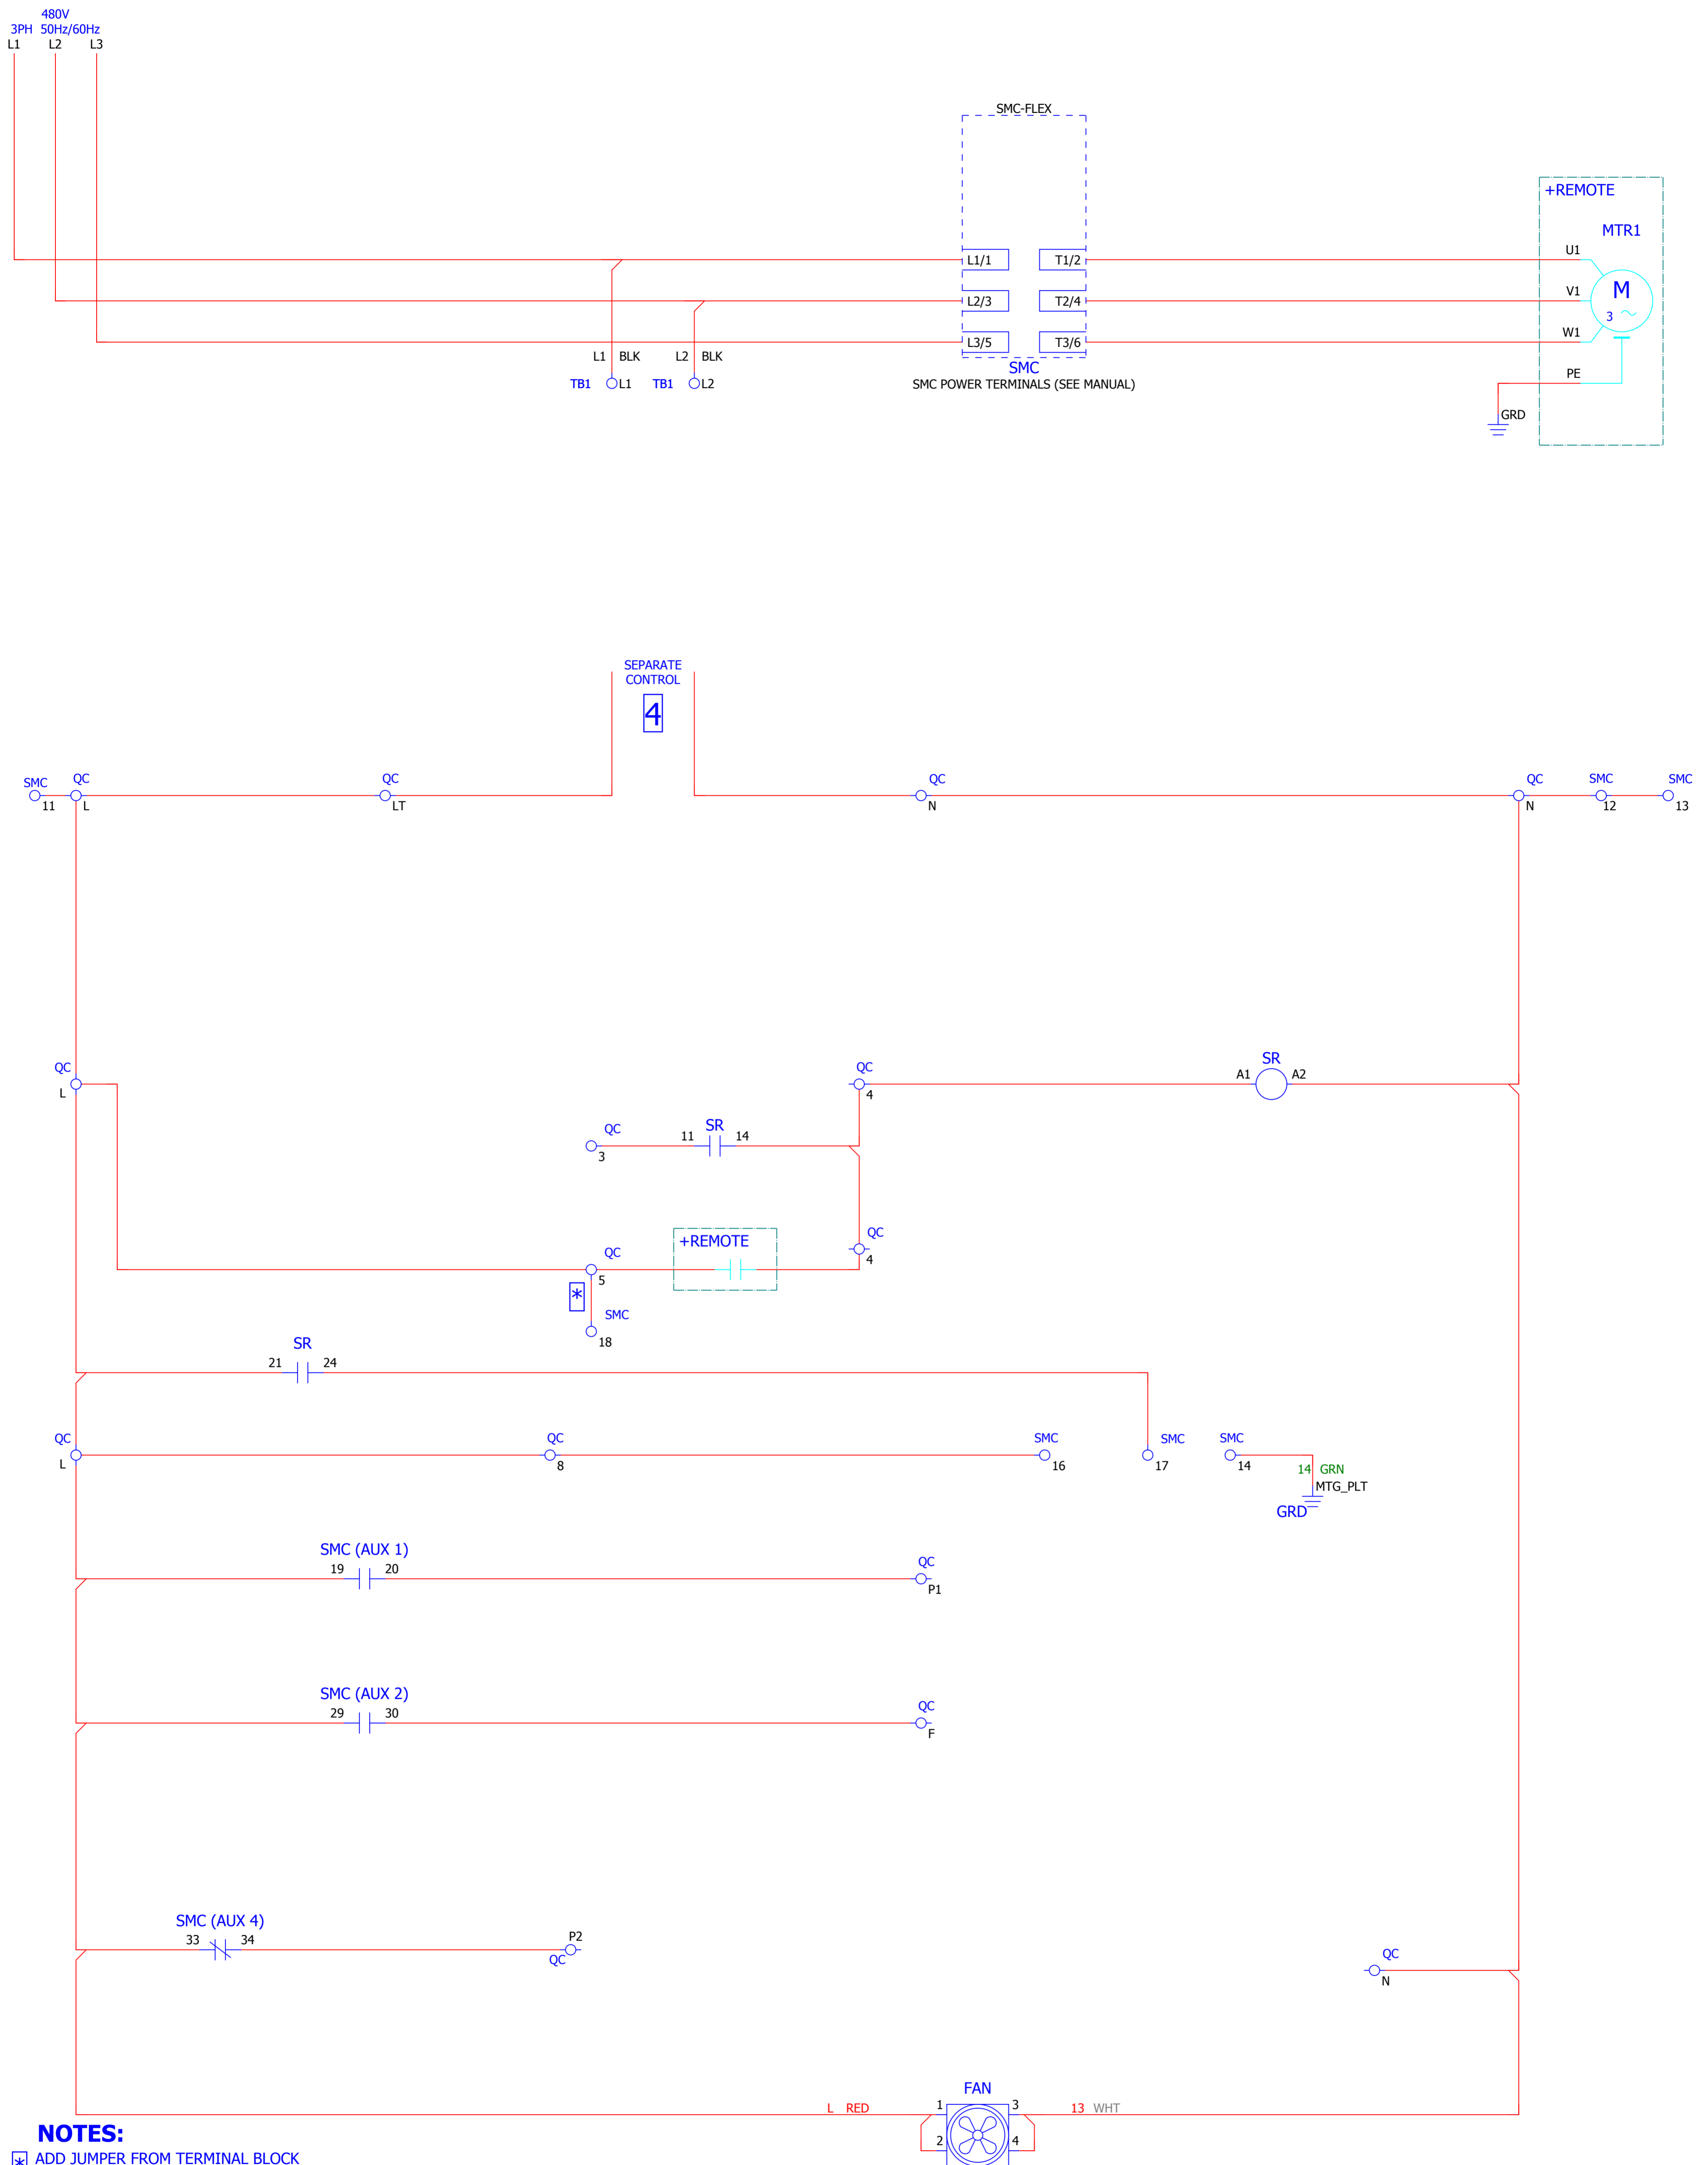 480V
3PH 50Hz/60Hz
L1 L2 L3
SMC-FLEX
+REMOTE
MTR1
U1
L1/1 T1/2
M
V1
L2/3 T2/4
3
W1
L3/5 T3/6
L1 BLK L2 BLK
SMC
PE
TB1 L1 TB1 L2
SMC POWER TERMINALS (SEE MANUAL)
GRD
SEPARATE
CONTROL
4
SMC QC QC QC QC SMC SMC
11 L LT N N 12 13
QC QC SR
A1 A2
L 4
QC 11 SR 14
3
QC
+REMOTE
QC 4
5
*
SMC
18
SR
21 24
QC QC SMC SMC SMC
L 8 16 17 14
14 GRN
MTG_PLT
GRD
SMC (AUX 1)
19 20 QC
P1
SMC (AUX 2)
29 30 QC
F
SMC (AUX 4)
33 34 P2
QC
QC
N
FAN
L RED 1 3 13 WHT
2 4
NOTES:
* ADD JUMPER FROM TERMINAL BLOCK